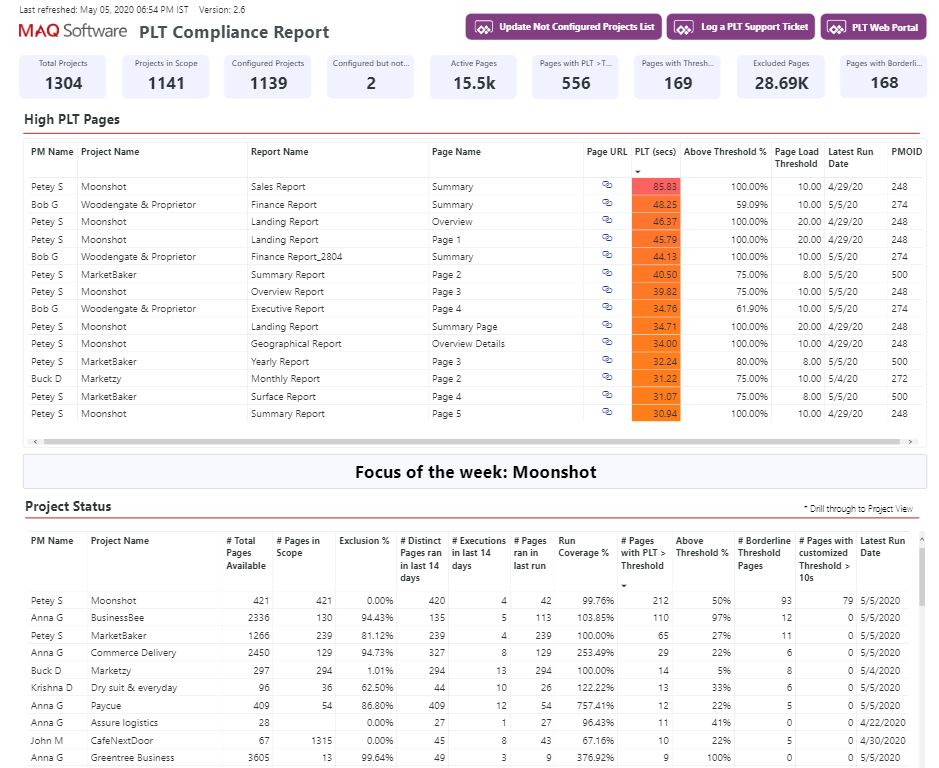 Last refreshed: May 05, 2020 06:54 PM IST Version: 2.6
MAQ Software PLT Compliance Report
Update Not Configured Projects List Log a PLT Support Ticket PLT Web Portal
Total Projects Projects in Scope Configured Projects Configured but not... Active Pages Pages with PLT >T... Pages with Thresh... Excluded Pages Pages with Borderli...
1304 1141 1139 2 15.5k 556 169 28.69K 168
High PLT Pages
PM Name Project Name Report Name Page Name Page URL PLT (secs) Above Threshold % Page Load Threshold Latest Run Date PMOID
Petey S Moonshot Sales Report Summary 85.83 100.00% 10.00 4/29/20 248
Bob G Woodengate & Proprietor Finance Report Summary 48.25 59.09% 10.00 5/5/20 274
Petey S Moonshot Landing Report Overview 46.37 100.00% 20.00 4/29/20 248
Petey S Moonshot Landing Report Page 1 45.79 100.00% 20.00 4/29/20 248
Bob G Woodengate & Proprietor Finance Report_2804 Summary 44.13 100.00% 10.00 5/5/20 274
Petey S MarketBaker Summary Report Page 2 40.50 75.00% 8.00 5/5/20 500
Petey S Moonshot Overview Report Page 3 39.82 75.00% 10.00 5/5/20 248
Bob G Woodengate & Proprietor Executive Report Page 4 34.76 61.90% 10.00 5/5/20 274
Petey S Moonshot Landing Report Summary Page 34.71 100.00% 20.00 4/29/20 248
Petey S Moonshot Geographical Report Overview Details 34.00 100.00% 10.00 4/29/20 248
Petey S MarketBaker Yearly Report Page 3 32.24 80.00% 8.00 5/5/20 500
Buck D Marketzy Monthly Report Page 2 31.22 75.00% 10.00 5/4/20 272
Petey S MarketBaker Surface Report Page 4 31.07 75.00% 8.00 5/5/20 500
Petey S Moonshot Summary Report Page 5 30.94 100.00% 10.00 4/29/20 248
Focus of the week: Moonshot
Project Status
* Drill through to Project View
PM Name Project Name # Total Pages Available # Pages in Scope Exclusion % # Distinct Pages ran in last 14 days # Executions in last 14 days # Pages ran in last run Run Coverage % # Pages with PLT > Threshold Above Threshold % # Borderline Threshold Pages # Pages with customized Threshold > 10s Latest Run Date
Petey S Moonshot 421 421 0.00% 420 4 42 99.76% 212 50% 93 79 5/5/2020
Anna G BusinessBee 2336 130 94.43% 135 5 113 103.85% 110 97% 12 0 5/5/2020
Petey S MarketBaker 1266 239 81.12% 239 4 239 100.00% 65 27% 11 0 5/5/2020
Anna G Commerce Delivery 2450 129 94.73% 327 8 129 253.49% 29 22% 6 0 5/5/2020
Buck D Marketzy 297 294 1.01% 294 13 294 100.00% 14 5% 8 0 5/4/2020
Krishna D Dry suit & everyday 96 36 62.50% 44 10 26 122.22% 13 33% 6 0 5/5/2020
Anna G Paycue 409 54 86.80% 409 12 54 757.41% 12 22% 5 0 5/5/2020
Anna G Assure logistics 28 0.00% 27 1 27 96.43% 11 41% 0 0 4/22/2020
John M CafeNextDoor 67 1315 0.00% 45 8 43 67.16% 10 22% 5 0 4/30/2020
Anna G Greentree Business 3605 13 99.64% 49 3 9 376.92% 9 100% 0 0 5/5/2020